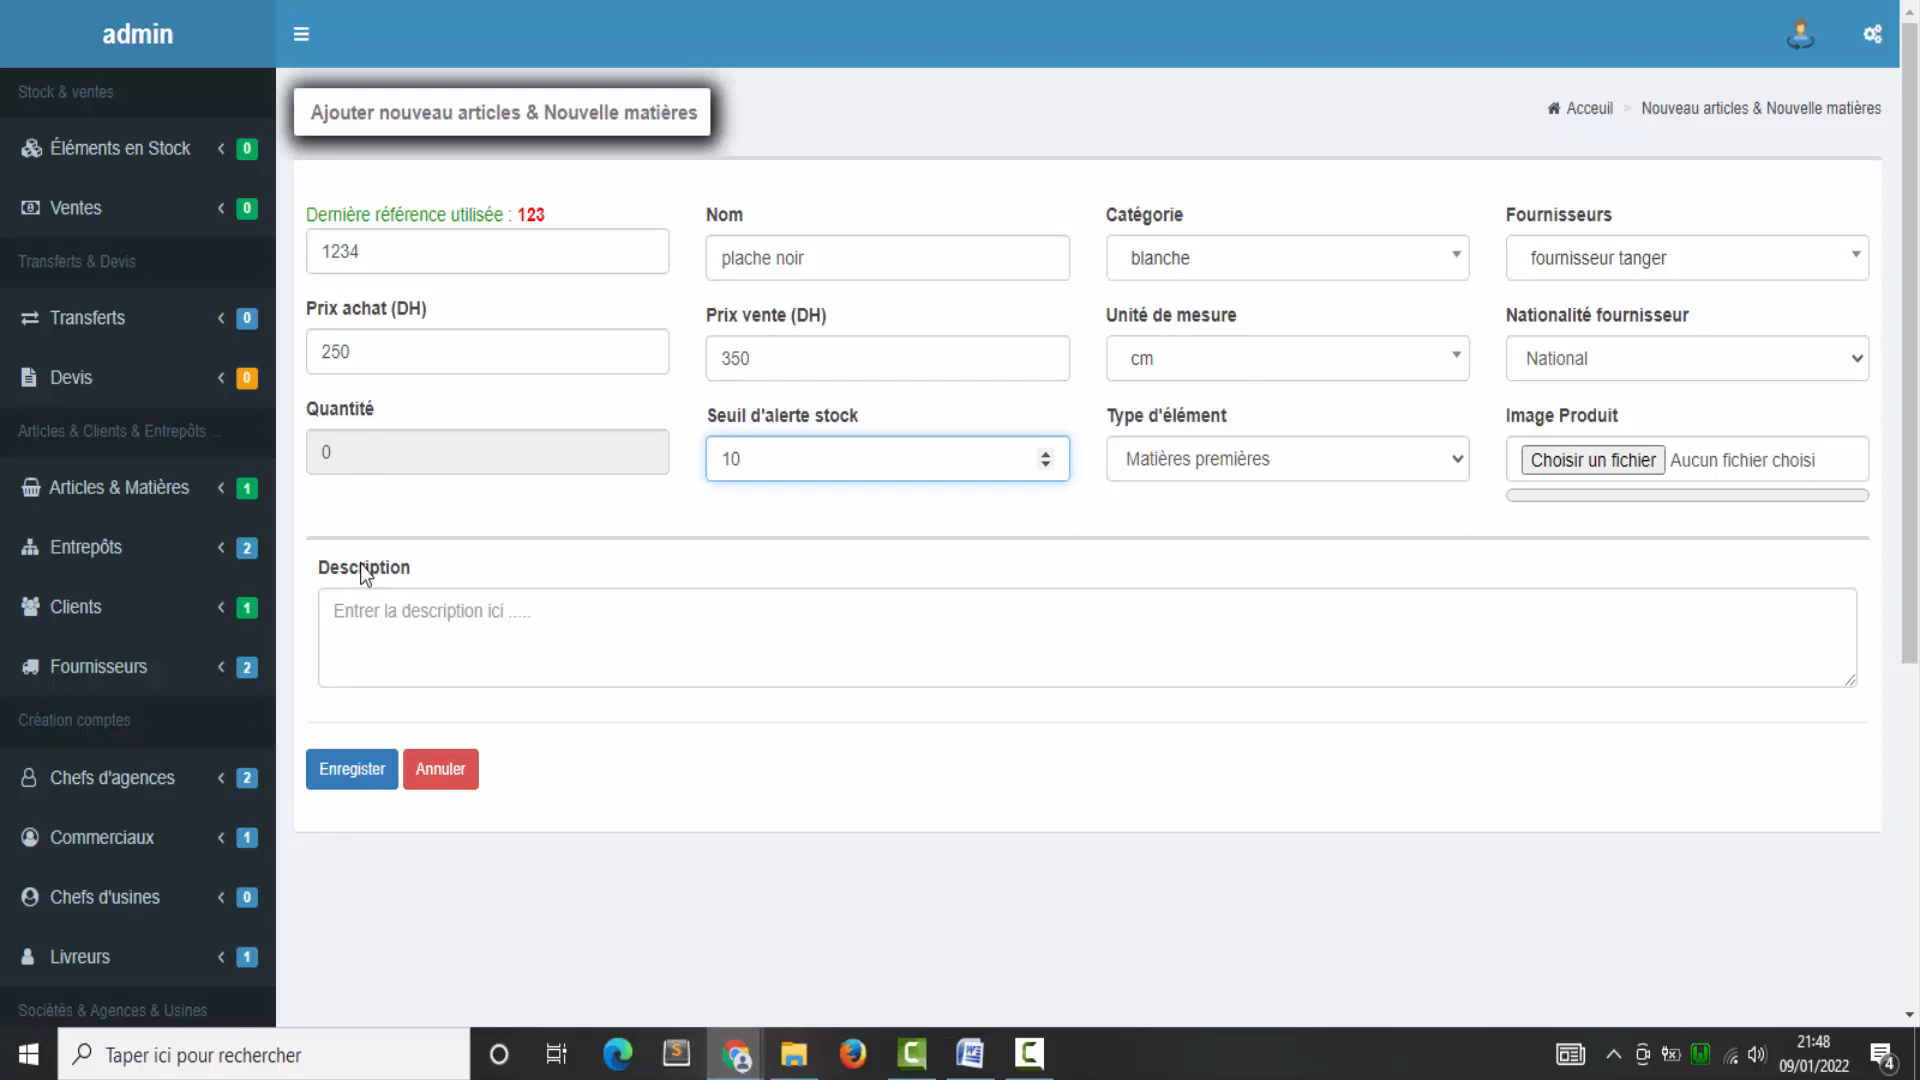 admin
Stock & ventes
Éléments en Stock 0
Ventes 0
Transferts & Devis
Transferts 0
Devis 0
Articles & Clients & Entrepôts ...
Articles & Matières 1
Entrepôts 2
Clients 1
Fournisseurs 2
Création comptes
Chefs d'agences 2
Commerciaux 1
Chefs d'usines 0
Livreurs 1
Sociétés & Agences & Usines
Ajouter nouveau articles & Nouvelle matières
Acceuil > Nouveau articles & Nouvelle matières
Dernière référence utilisée : 123
1234
Nom
plache noir
Catégorie
blanche
Fournisseurs
fournisseur tanger
Prix achat (DH)
250
Prix vente (DH)
350
Unité de mesure
cm
Nationalité fournisseur
National
Quantité
0
Seuil d'alerte stock
10
Type d'élément
Matières premières
Image Produit
Choisir un fichier Aucun fichier choisi
Description
Entrer la description ici .....
Enregister Annuler
Taper ici pour rechercher
21:48
09/01/2022
4